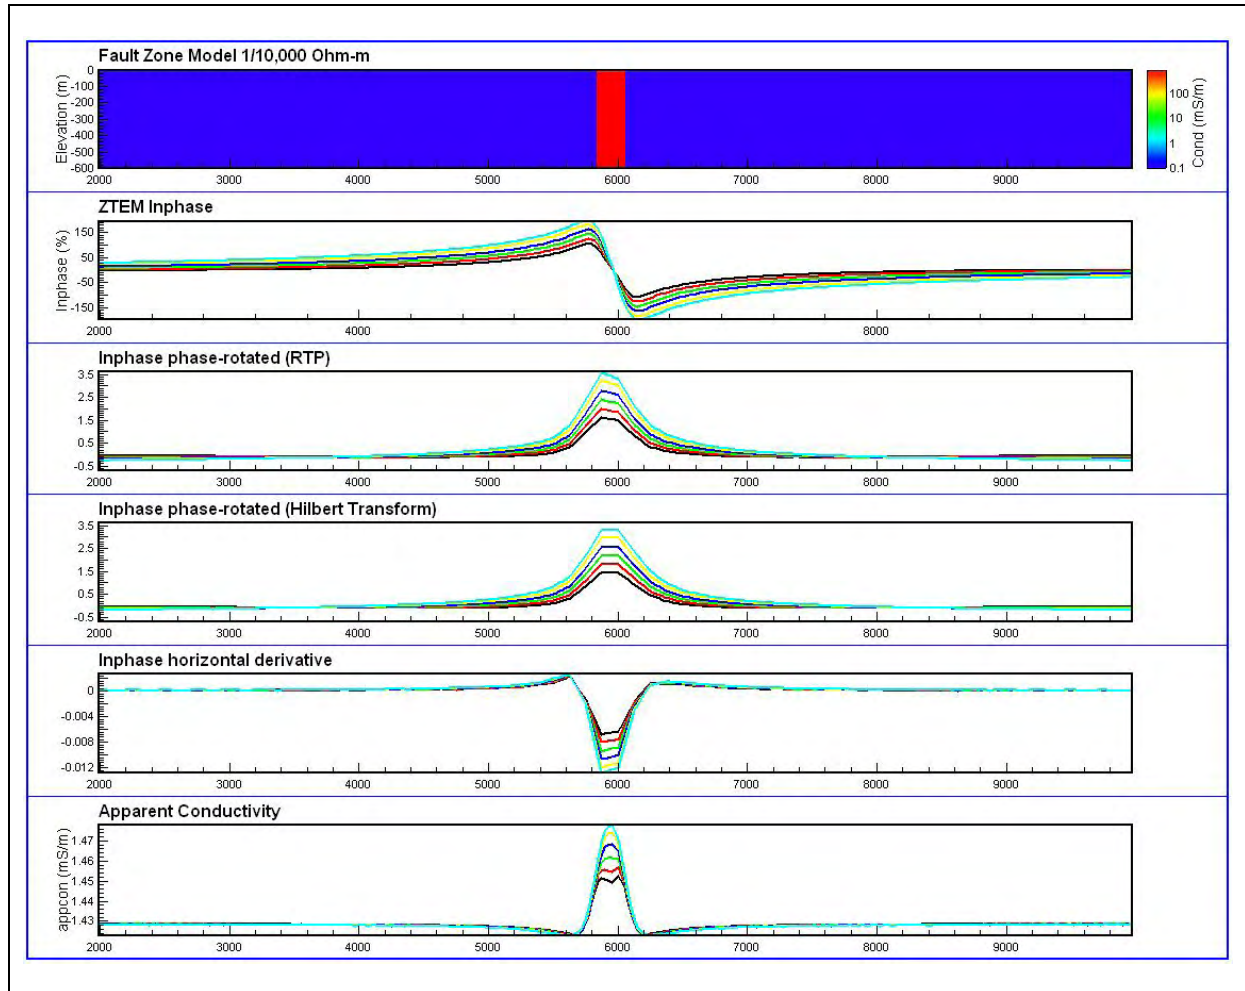 Fault Zone Model 1/10,000 Ohm-m
Elevation (m)
0
-100
-200
-300
-400
-500
-600
2000 3000 4000 5000 6000 7000 8000 9000
100
10
1
0.1
Cond (mS/m)
ZTEM Inphase
Inphase (%)
150
50
-50
-150
2000 3000 4000 5000 6000 7000 8000 9000
Inphase phase-rotated (RTP)
3.5
2.5
1.5
0.5
-0.5
2000 3000 4000 5000 6000 7000 8000 9000
Inphase phase-rotated (Hilbert Transform)
3.5
2.5
1.5
0.5
-0.5
2000 3000 4000 5000 6000 7000 8000 9000
Inphase horizontal derivative
0
-0.004
-0.008
-0.012
2000 3000 4000 5000 6000 7000 8000 9000
Apparent Conductivity
appcon (mS/m)
1.47
1.46
1.45
1.44
1.43
2000 3000 4000 5000 6000 7000 8000 9000